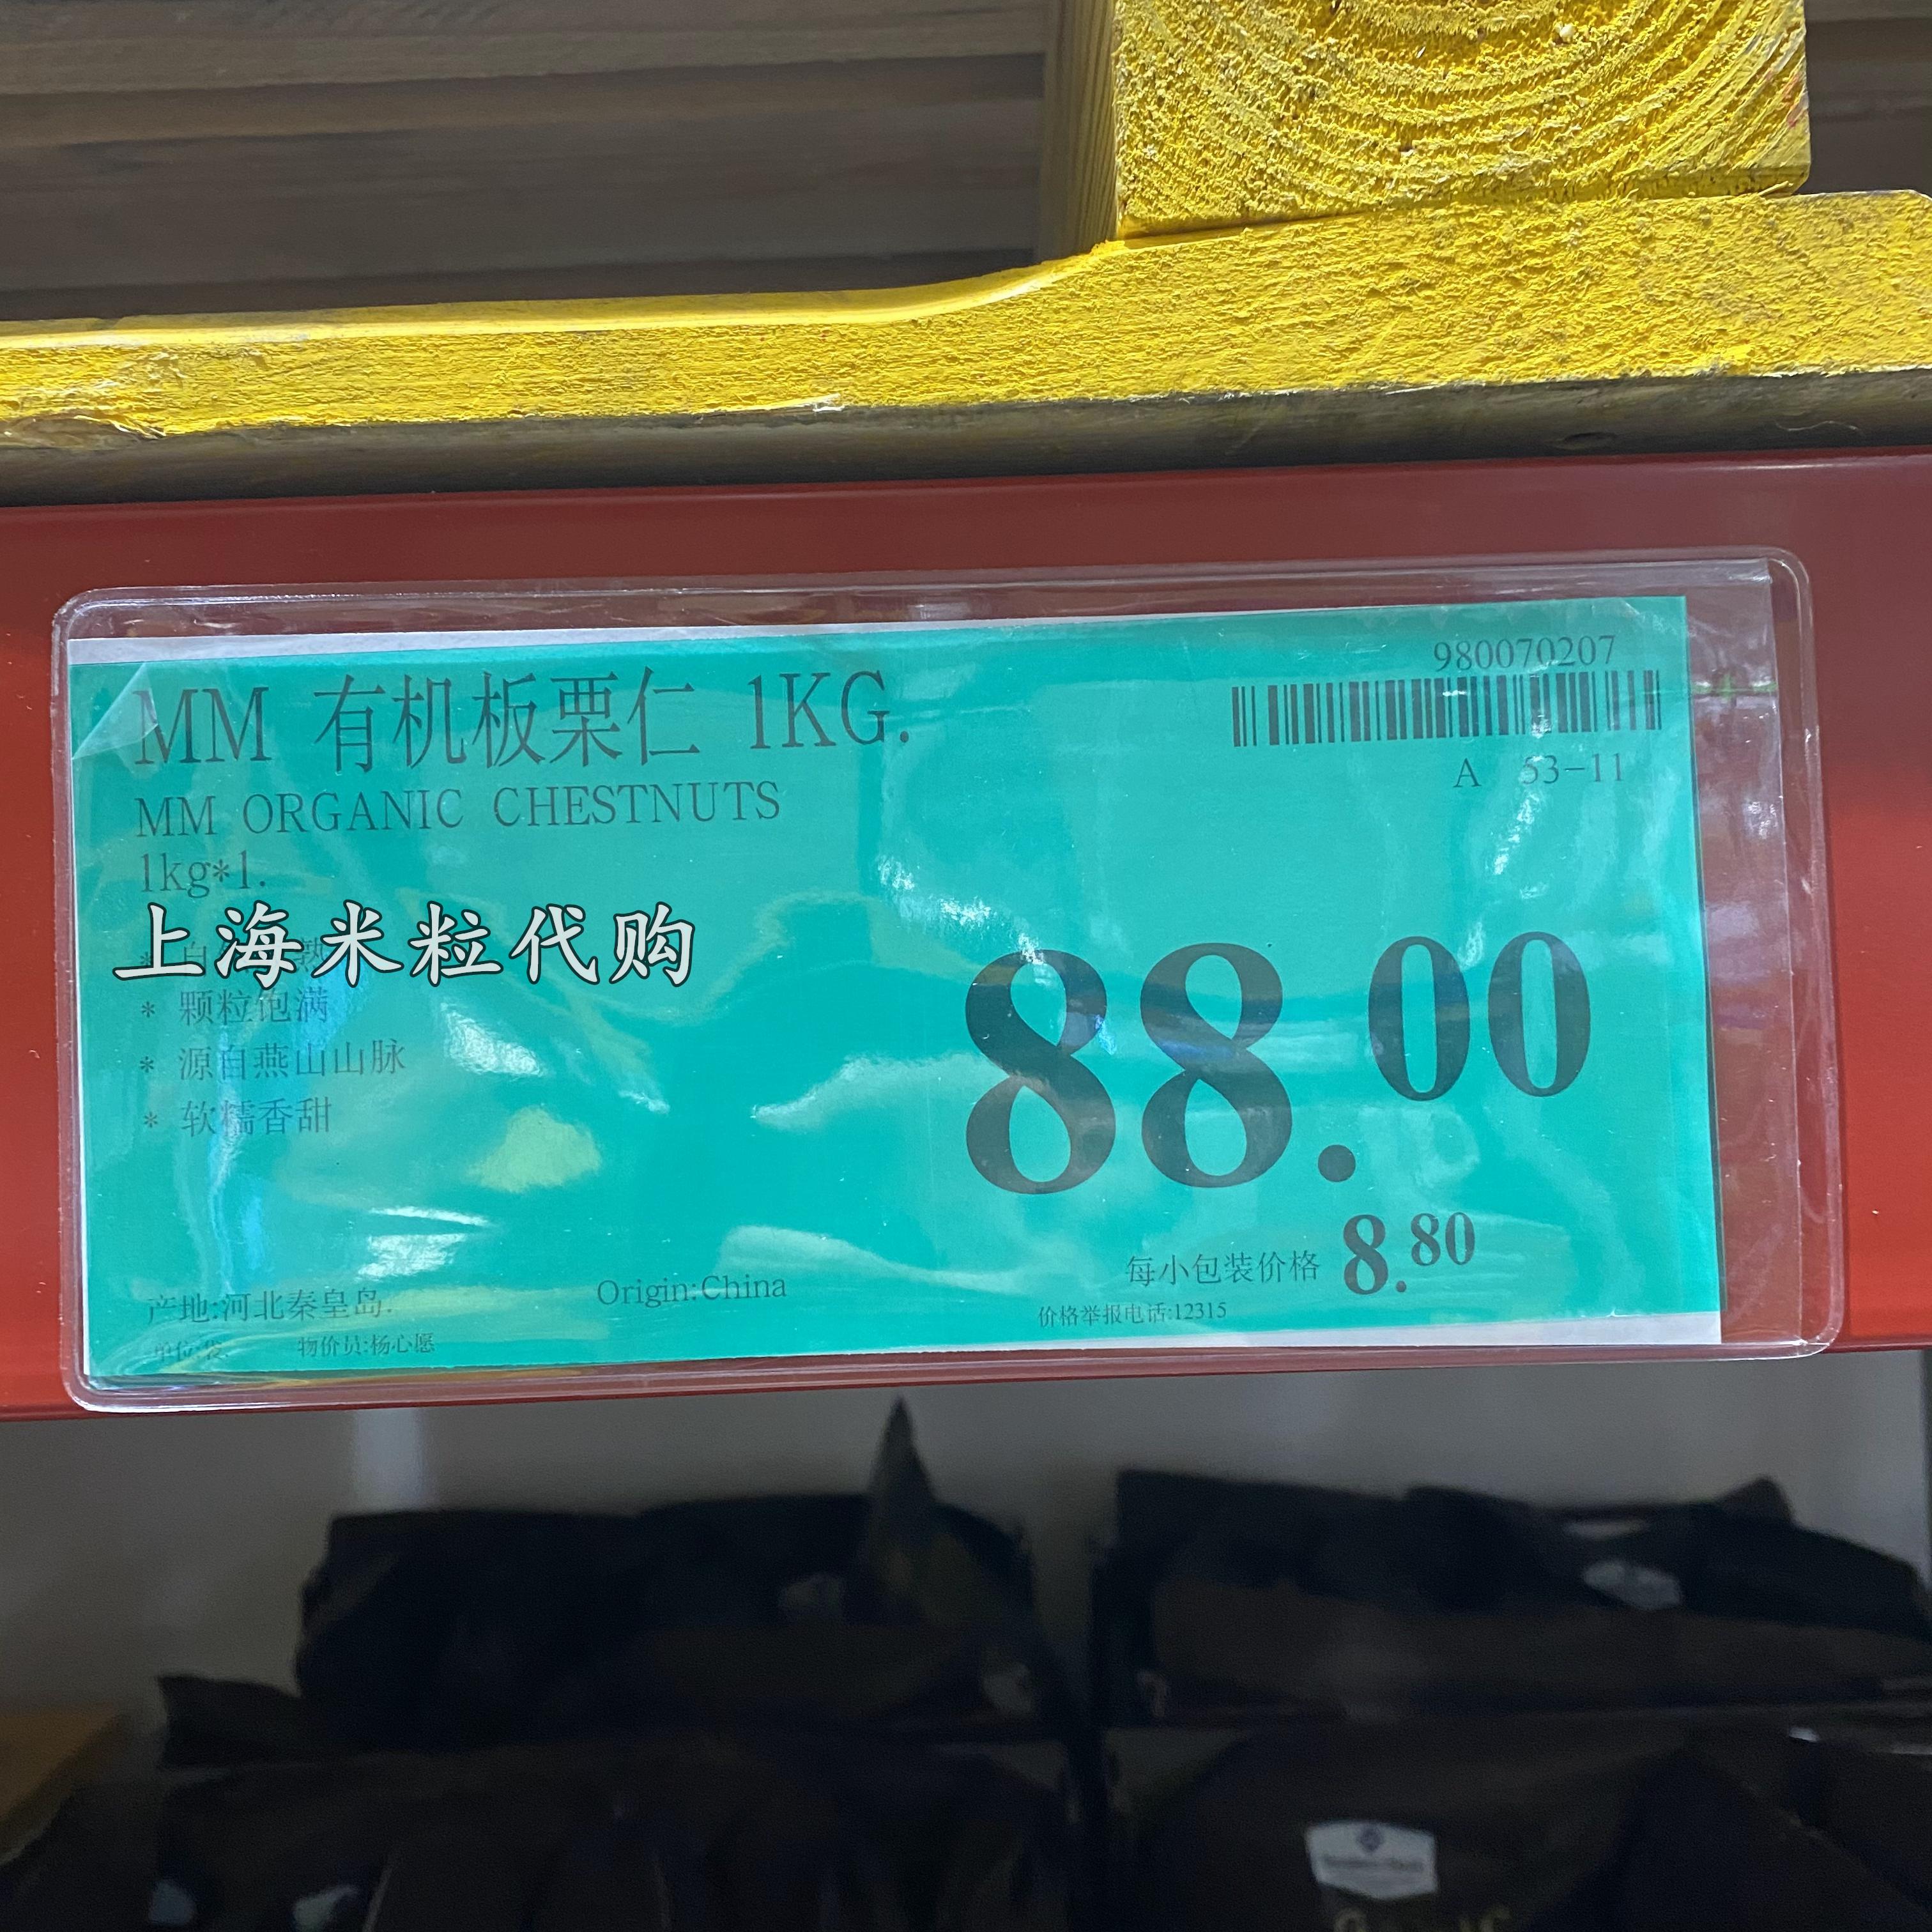 980070207
MM 有机板栗仁 1KG.
A 53-11
MM ORGANIC CHESTNUTS
1kg*1.
上海米粒代购
* 颗粒饱满
* 源自燕山山脉
* 软糯香甜
88.00
每小包装价格 8.80
产地:河北秦皇岛.
Origin:China
价格举报电话:12315
单位:袋
物价员:杨心愿